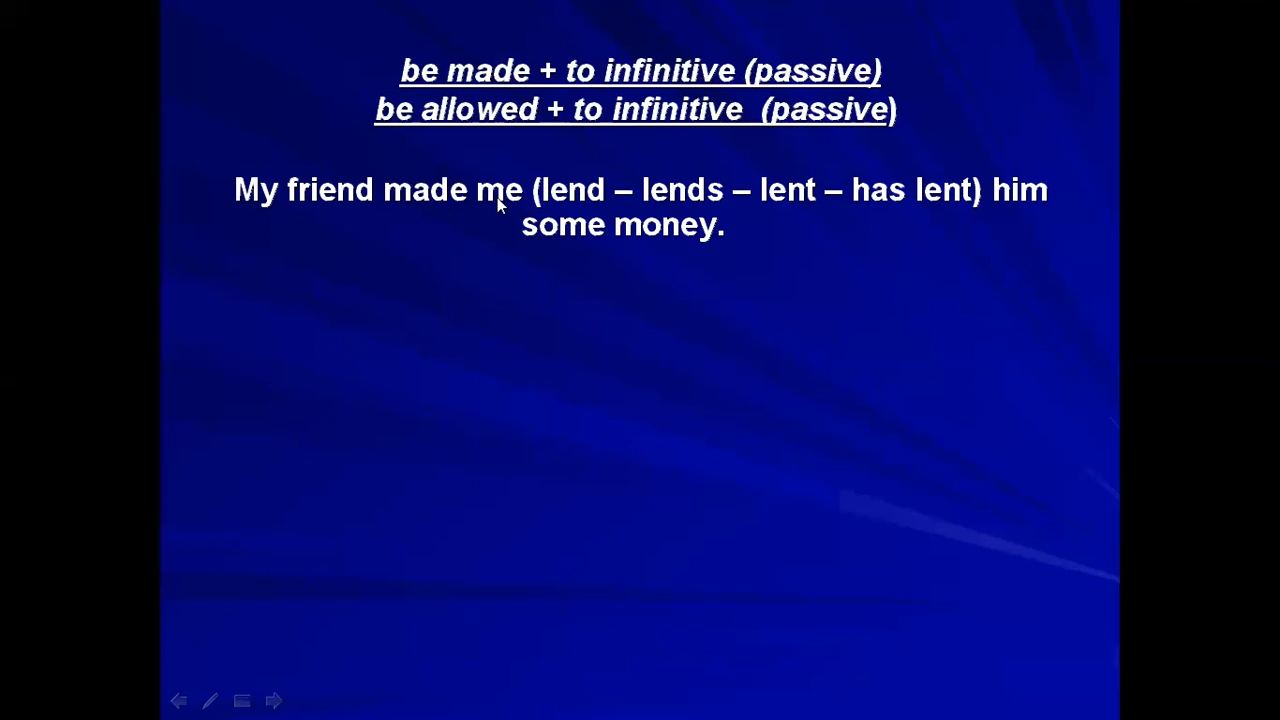 be made + to infinitive (passive)
be allowed + to infinitive  (passive)
My friend made me (lend – lends – lent – has lent) him
some money.